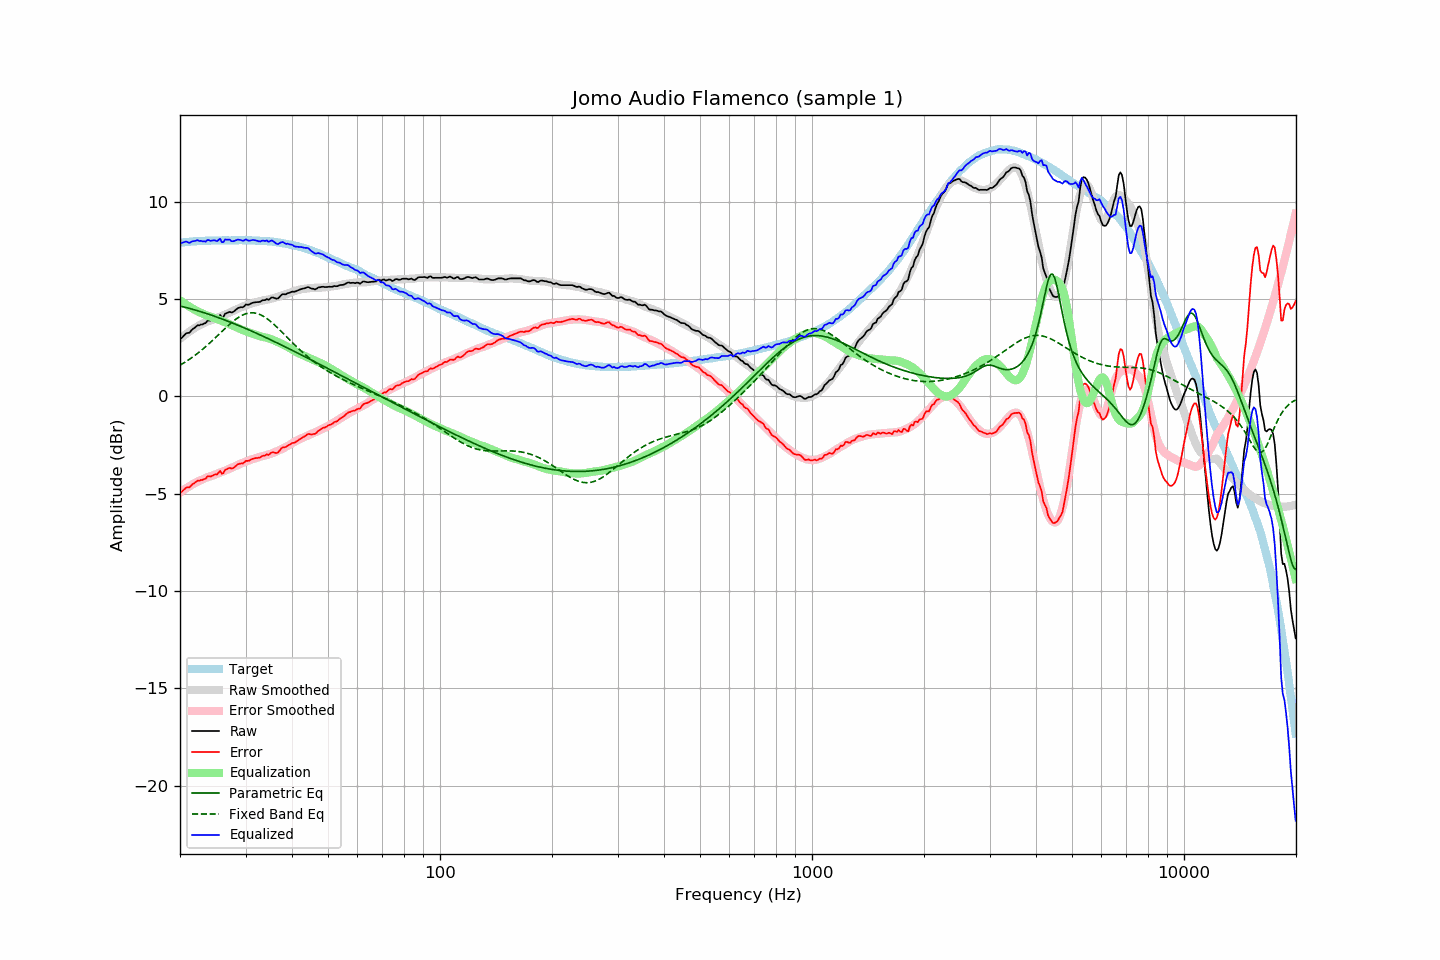 Jomo Audio Flamenco (sample 1)
Amplitude (dBr)
10
5
0
−5
−10
−15
−20
Target
Raw Smoothed
Error Smoothed
Raw
Error
Equalization
Parametric Eq
Fixed Band Eq
Equalized
100
1000
10000
Frequency (Hz)